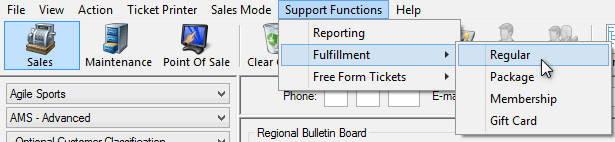 File View Action Ticket Printer Sales Mode Support Functions Help
Reporting
Fulfillment
Free Form Tickets
Regular
Package
Membership
Gift Card
Sales Maintenance Point Of Sale Clear
Agile Sports
AMS - Advanced
Optional Customer Classification
Phone: E-ma
Regional Bulletin Board